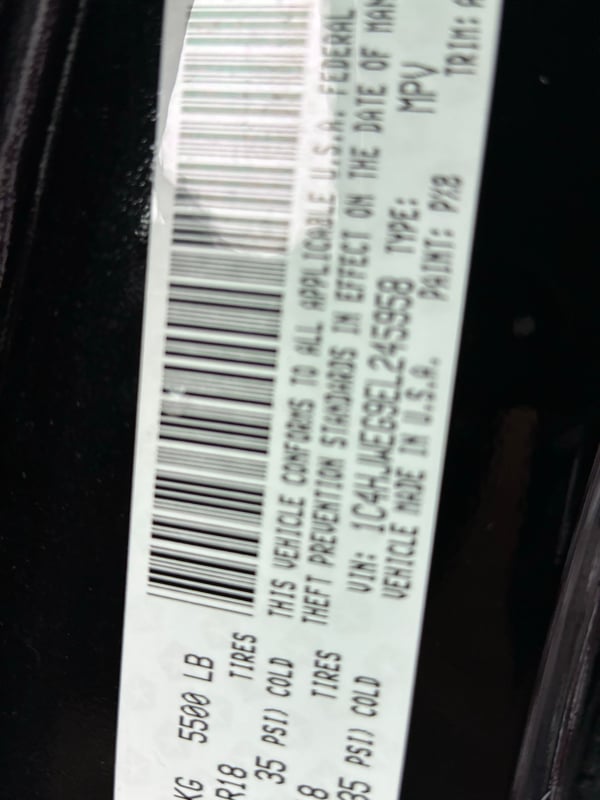 KG 5500 LB
R18 TIRES
35 PSI) COLD
THIS VEHICLE CONFORMS TO ALL APPLICABLE U.S.A. FEDERAL
THEFT PREVENTION STANDARDS IN EFFECT ON THE DATE OF MAN
8 TIRES
VIN: 1C4HJWEG9EL245958 TYPE: MPV
35 PSI) COLD
VEHICLE MADE IN U.S.A. PAINT: PX8 TRIM: A